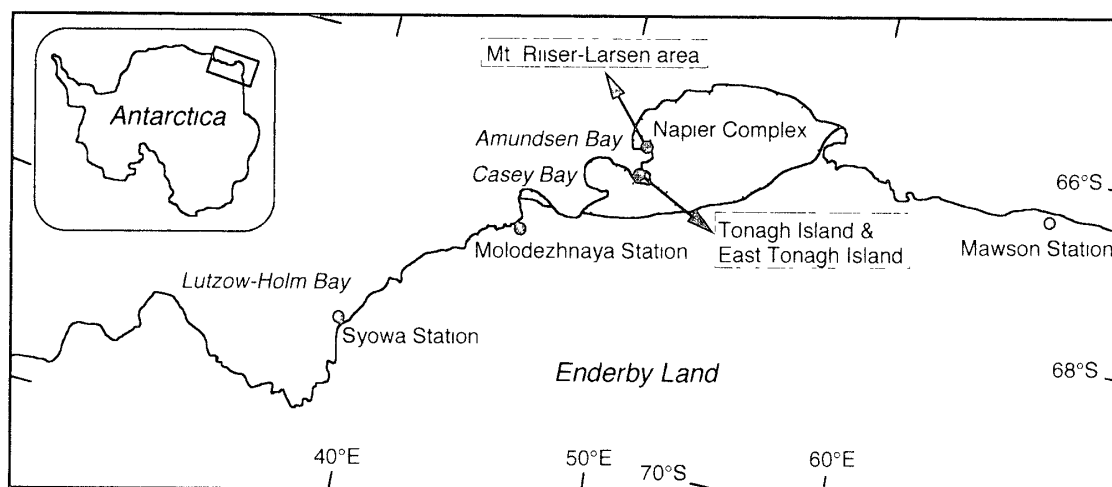 Mt Riiser-Larsen area
Antarctica
Napier Complex
Amundsen Bay
Casey Bay
66°S
Tonagh Island &
East Tonagh Island
Molodezhnaya Station
Mawson Station
Lutzow-Holm Bay
Syowa Station
Enderby Land
68°S
40°E
50°E
70°S
60°E